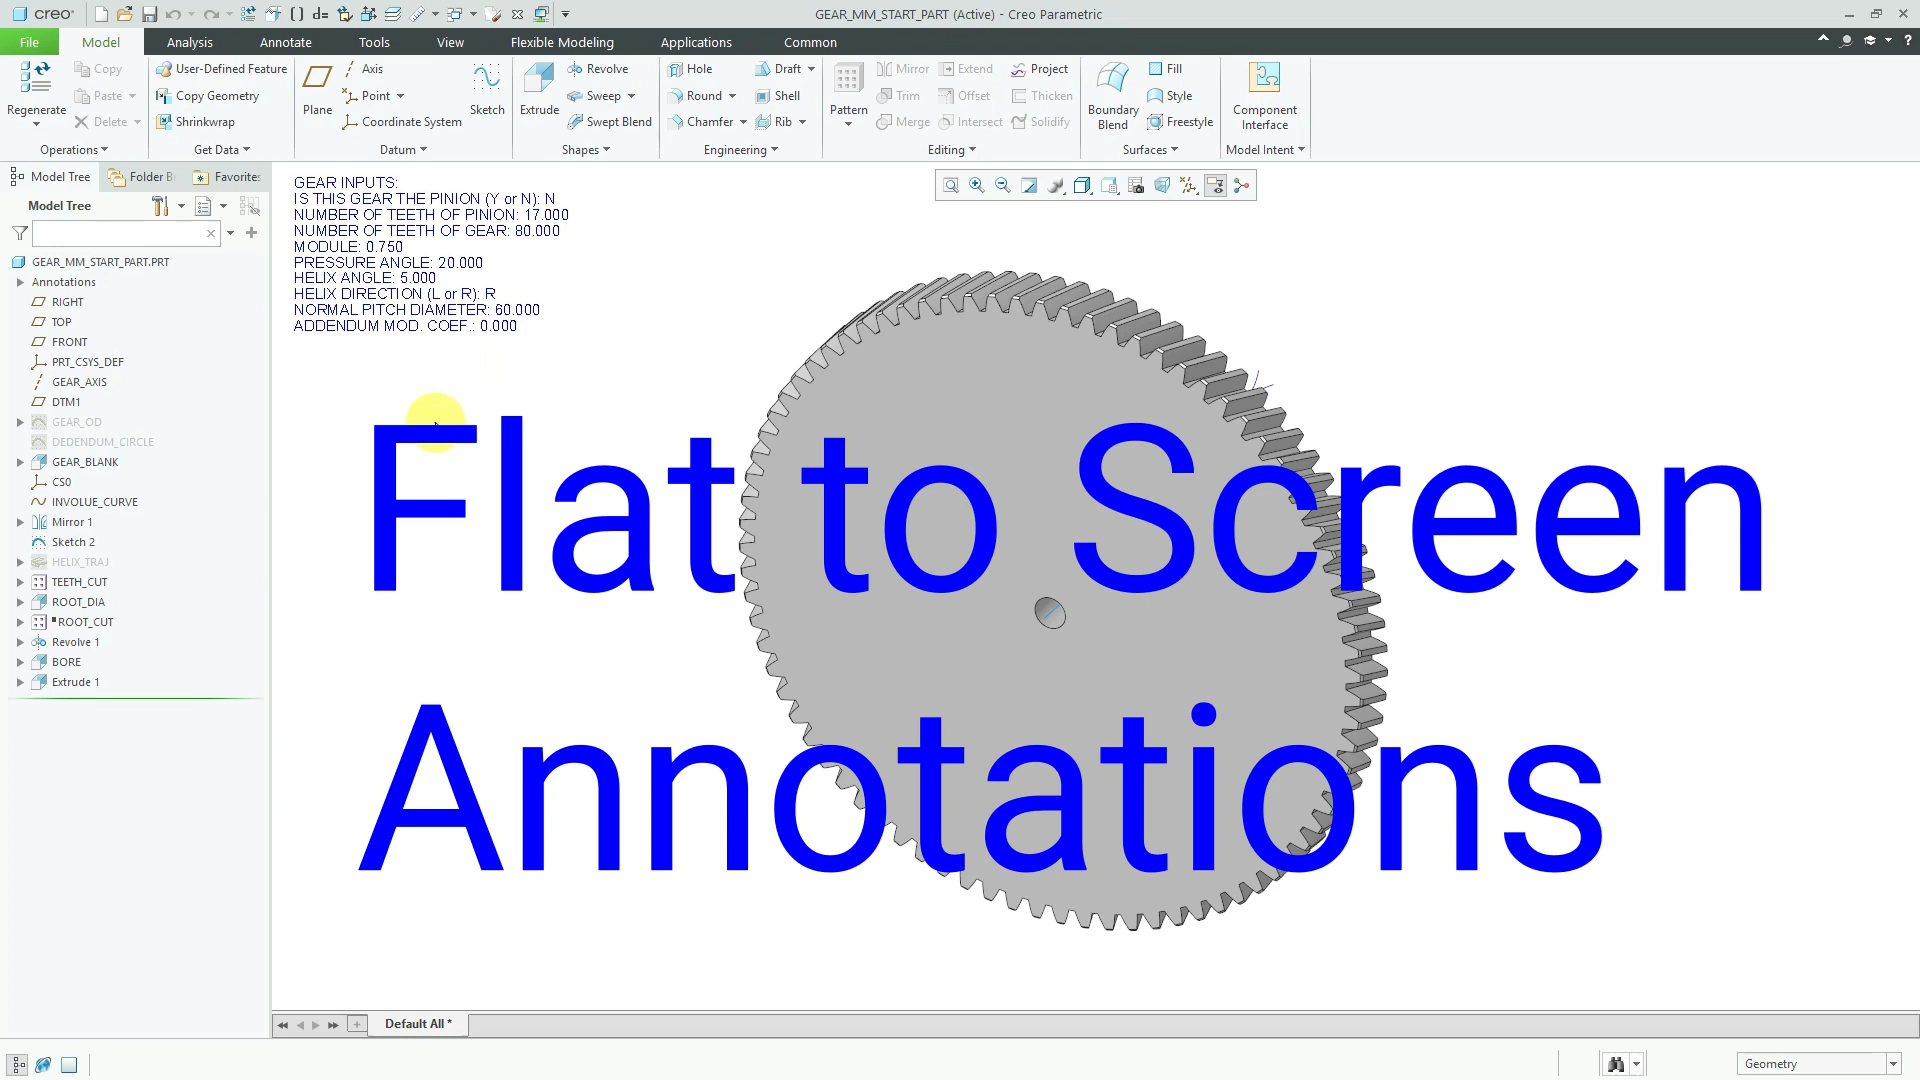 creo
GEAR_MM_START_PART (Active) - Creo Parametric
File Model Analysis Annotate Tools View Flexible Modeling Applications Common
Regenerate
Copy
Paste
Delete
Operations
User-Defined Feature
Copy Geometry
Shrinkwrap
Get Data
Plane
Axis
Point
Coordinate System
Sketch
Datum
Extrude
Revolve
Sweep
Swept Blend
Shapes
Hole
Round
Chamfer
Draft
Shell
Rib
Engineering
Pattern
Mirror
Trim
Merge
Extend
Offset
Intersect
Project
Thicken
Solidify
Editing
Boundary
Blend
Fill
Style
Freestyle
Surfaces
Component
Interface
Model Intent
Model Tree Folder B Favorites
Model Tree
GEAR_MM_START_PART.PRT
Annotations
RIGHT
TOP
FRONT
PRT_CSYS_DEF
GEAR_AXIS
DTM1
GEAR_OD
DEDENDUM_CIRCLE
GEAR_BLANK
CS0
INVOLUE_CURVE
Mirror 1
Sketch 2
HELIX_TRAJ
TEETH_CUT
ROOT_DIA
ROOT_CUT
Revolve 1
BORE
Extrude 1
GEAR INPUTS:
IS THIS GEAR THE PINION (Y or N): N
NUMBER OF TEETH OF PINION: 17.000
NUMBER OF TEETH OF GEAR: 80.000
MODULE: 0.750
PRESSURE ANGLE: 20.000
HELIX ANGLE: 5.000
HELIX DIRECTION (L or R): R
NORMAL PITCH DIAMETER: 60.000
ADDENDUM MOD. COEF.: 0.000
Flat to Screen
Annotations
Default All *
Geometry